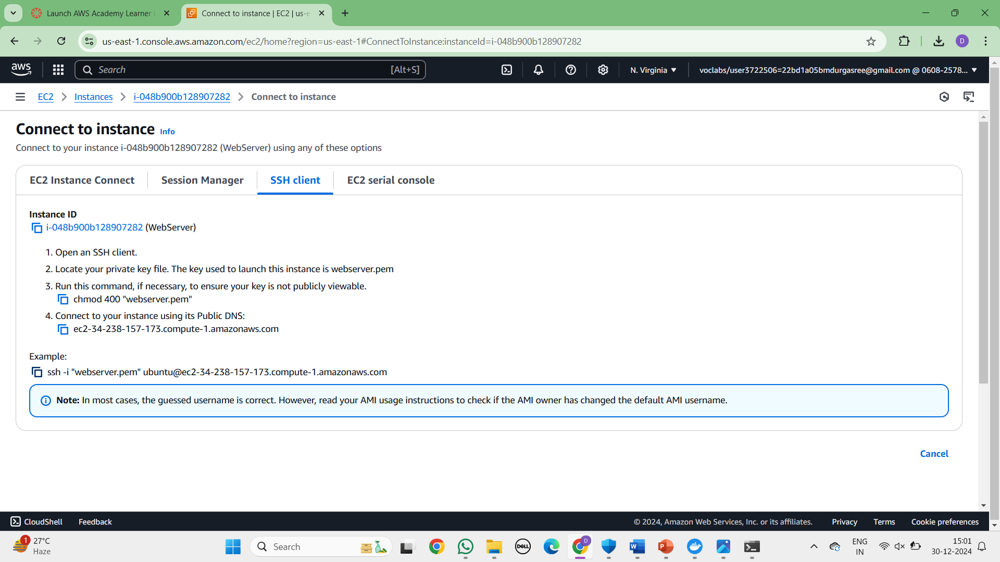 Launch AWS Academy Learner L
Connect to instance | EC2 | us-e
us-east-1.console.aws.amazon.com/ec2/home?region=us-east-1#ConnectToInstance:instanceId=i-048b900b128907282
D
aws
Search [Alt+S]
N. Virginia
voclabs/user3722506=22bd1a05bmdurgasree@gmail.com @ 0608-2578...
EC2 Instances i-048b900b128907282 Connect to instance
Connect to instance Info
Connect to your instance i-048b900b128907282 (WebServer) using any of these options
EC2 Instance Connect Session Manager SSH client EC2 serial console
Instance ID
i-048b900b128907282 (WebServer)
1. Open an SSH client.
2. Locate your private key file. The key used to launch this instance is webserver.pem
3. Run this command, if necessary, to ensure your key is not publicly viewable.
chmod 400 "webserver.pem"
4. Connect to your instance using its Public DNS:
ec2-34-238-157-173.compute-1.amazonaws.com
Example:
ssh -i "webserver.pem" ubuntu@ec2-34-238-157-173.compute-1.amazonaws.com
Note: In most cases, the guessed username is correct. However, read your AMI usage instructions to check if the AMI owner has changed the default AMI username.
Cancel
CloudShell Feedback © 2024, Amazon Web Services, Inc. or its affiliates. Privacy Terms Cookie preferences
1
27°C
Haze
Search
DELL
D
W
P
ENG
IN
15:01
30-12-2024